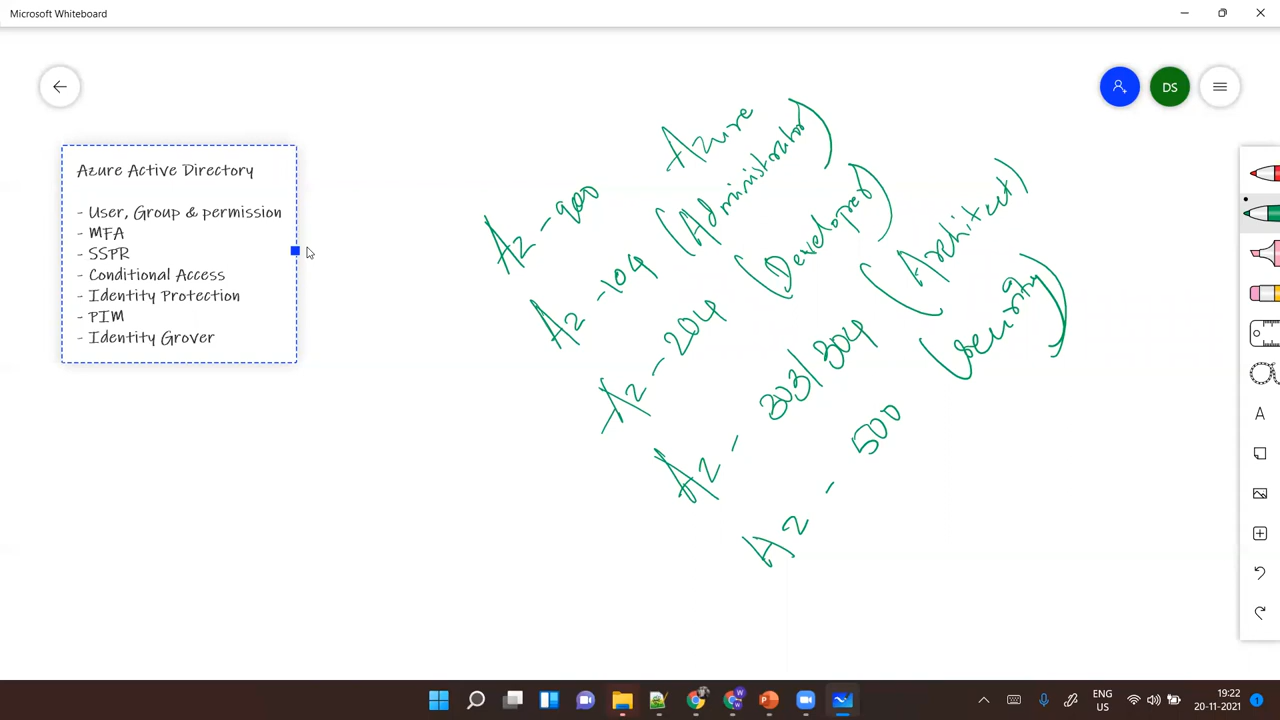 Microsoft Whiteboard
DS
Azure Active Directory
- User, Group & permission
- MFA
- SSPR
- Conditional Access
- Identity Protection
- PIM
- Identity Grover
Azure
AZ-900
AZ-104 (Administrator)
AZ-204 (Developer)
AZ-303/304 (Architect)
AZ-500 (Security)
A
ENG
US
19:22
20-11-2021
1